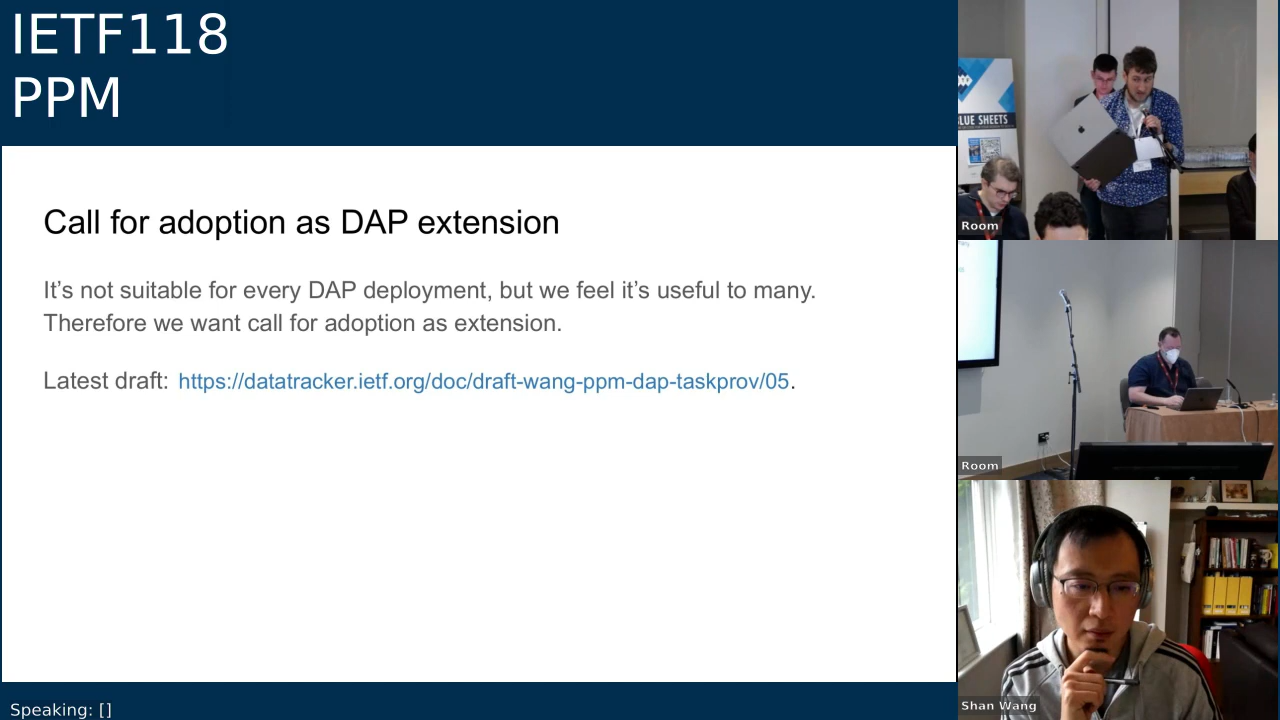 IETF118
PPM
Call for adoption as DAP extension
It’s not suitable for every DAP deployment, but we feel it’s useful to many.
Therefore we want call for adoption as extension.
Latest draft: https://datatracker.ietf.org/doc/draft-wang-ppm-dap-taskprov/05.
Speaking: []
BLUE SHEETS
Room
Room
Shan Wang